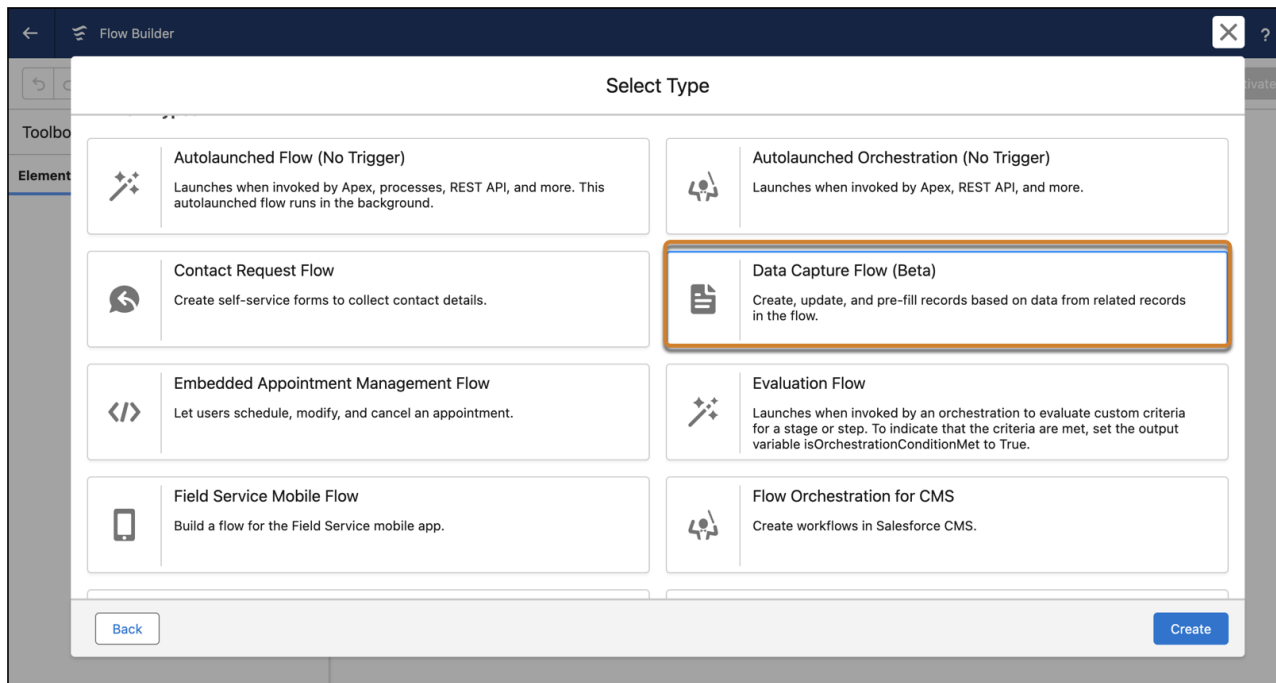 Flow Builder
?
Select Type
Toolbo
Element
Autolaunched Flow (No Trigger)
Launches when invoked by Apex, processes, REST API, and more. This
autolaunched flow runs in the background.
Autolaunched Orchestration (No Trigger)
Launches when invoked by Apex, REST API, and more.
Contact Request Flow
Create self-service forms to collect contact details.
Data Capture Flow (Beta)
Create, update, and pre-fill records based on data from related records
in the flow.
Embedded Appointment Management Flow
Let users schedule, modify, and cancel an appointment.
Evaluation Flow
Launches when invoked by an orchestration to evaluate custom criteria
for a stage or step. To indicate that the criteria are met, set the output
variable isOrchestrationConditionMet to True.
Field Service Mobile Flow
Build a flow for the Field Service mobile app.
Flow Orchestration for CMS
Create workflows in Salesforce CMS.
Back
Create